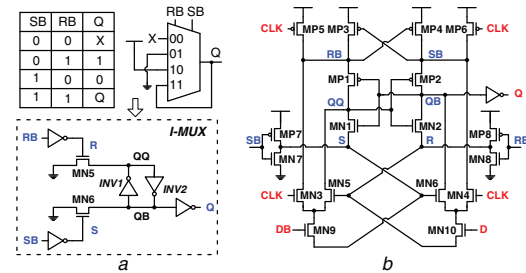 SB RB Q
0 0 X
0 1 1
1 0 0
1 1 Q
RB SB
X 00
01
10
11
Q
I-MUX
RB
R
MN5
QQ
INV1
INV2
MN6
QB
Q
SB
S
a
CLK MP5 MP3 MP4 MP6 CLK
RB SB
MP1 MP2
QQ QB
Q
MP7 MN1 MN2 MP8
SB S R RB
MN7 MN8
CLK MN3 MN5 MN6 MN4 CLK
DB MN9 MN10 D
b